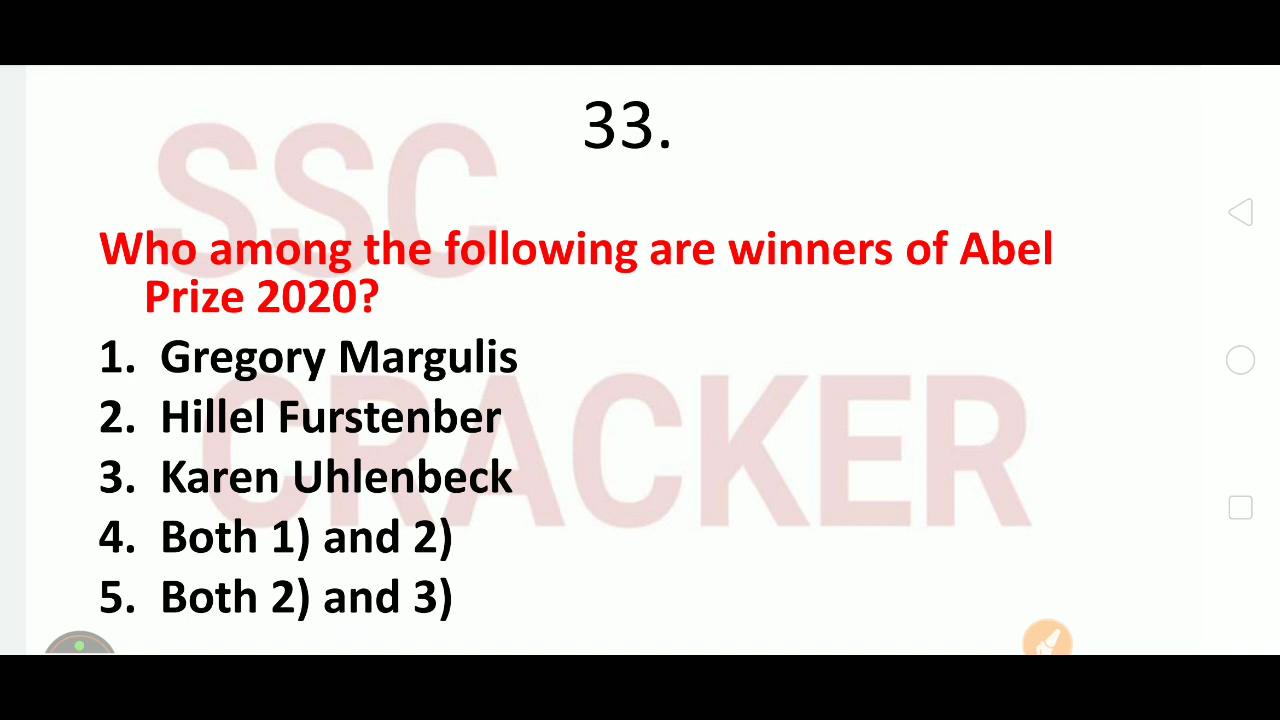 33.
SSC
Who among the following are winners of Abel
Prize 2020?
1. Gregory Margulis
2. Hillel Furstenber
CRACKER
3. Karen Uhlenbeck
4. Both 1) and 2)
5. Both 2) and 3)